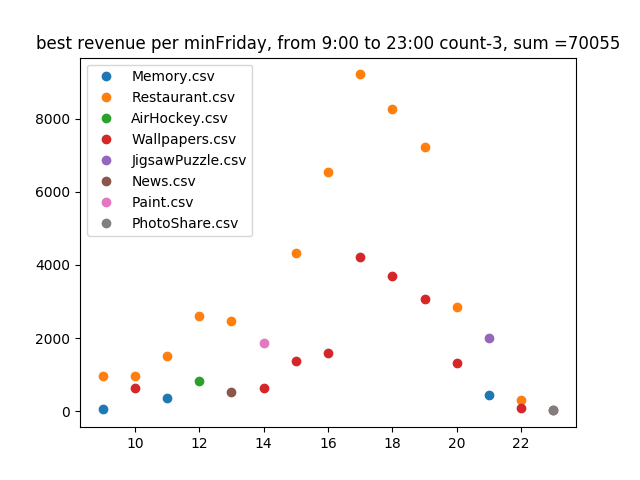 best revenue per minFriday, from 9:00 to 23:00 count-3, sum =70055
Memory.csv
Restaurant.csv
AirHockey.csv
Wallpapers.csv
JigsawPuzzle.csv
News.csv
Paint.csv
PhotoShare.csv
8000
6000
4000
2000
0
10 12 14 16 18 20 22